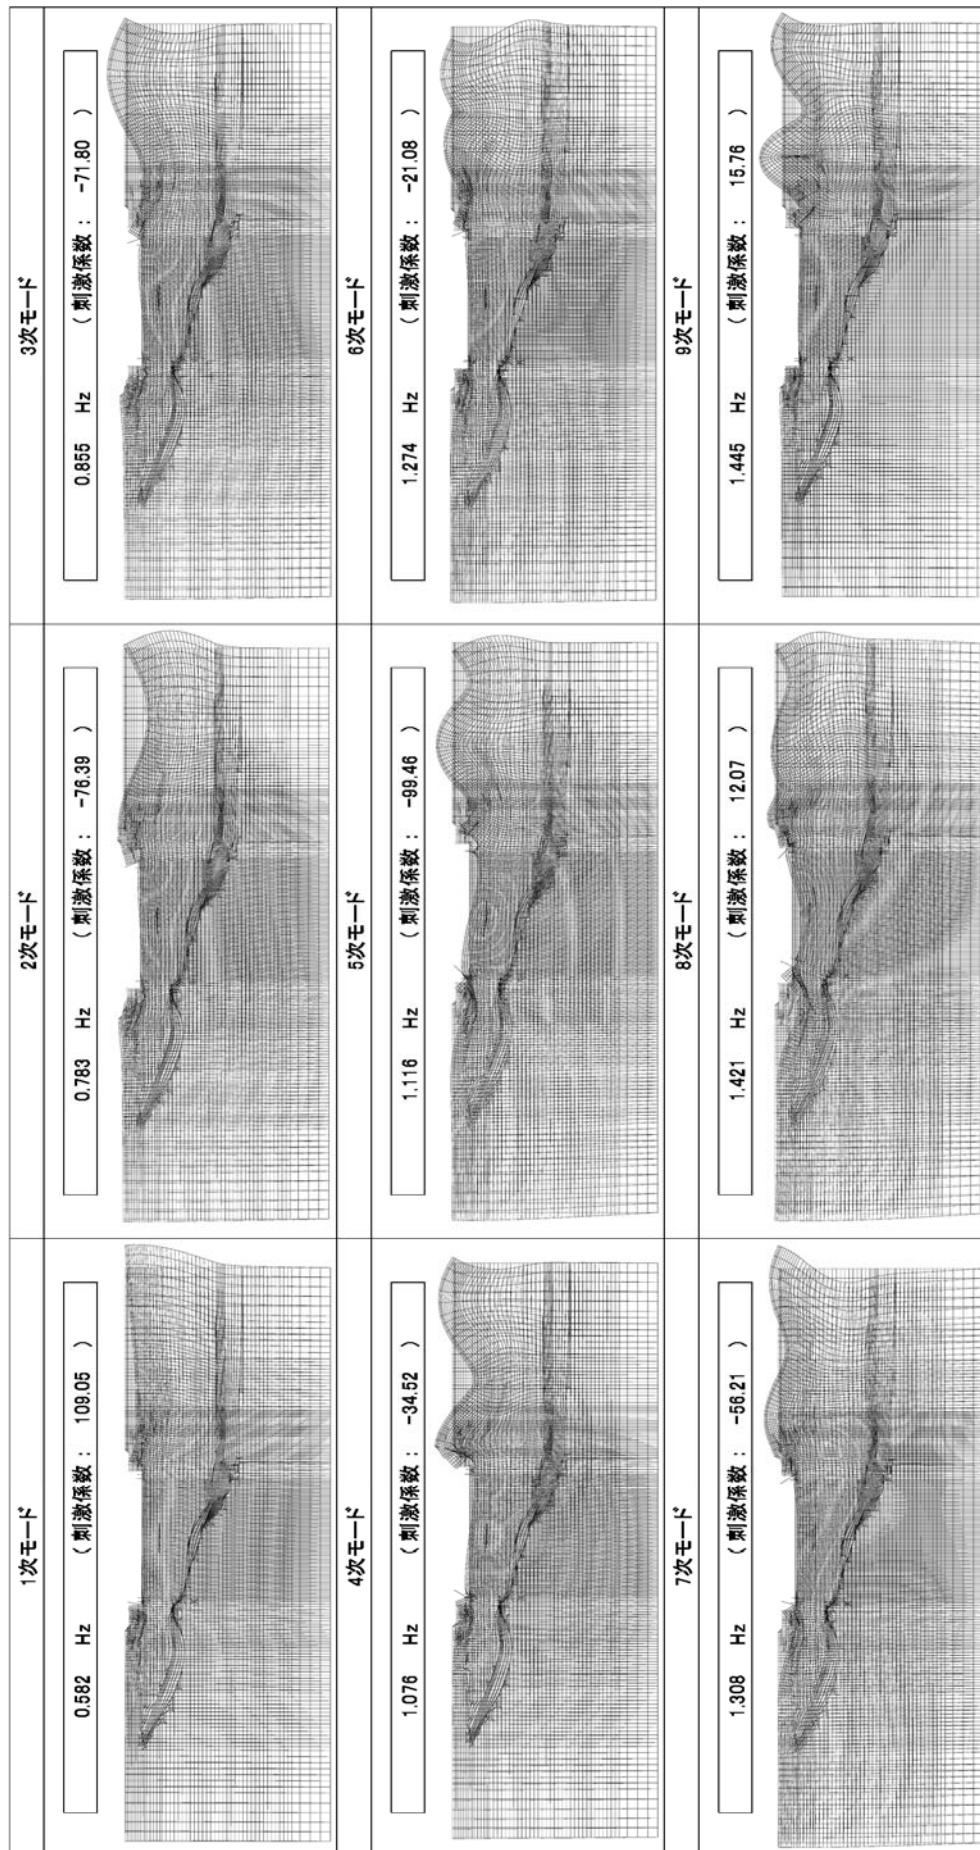 1次モード
0.582 Hz (刺激係数: 109.05 )
2次モード
0.783 Hz (刺激係数: -76.39 )
3次モード
0.855 Hz (刺激係数: -71.80 )
4次モード
1.076 Hz (刺激係数: -34.52 )
5次モード
1.116 Hz (刺激係数: -99.46 )
6次モード
1.274 Hz (刺激係数: -21.08 )
7次モード
1.308 Hz (刺激係数: -56.21 )
8次モード
1.421 Hz (刺激係数: 12.07 )
9次モード
1.445 Hz (刺激係数: 15.76 )